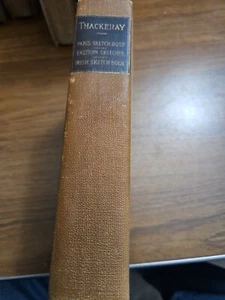 THACKERAY
PARIS SKETCH BOOK
EASTERN SKETCHES
IRISH SKETCH BOOK